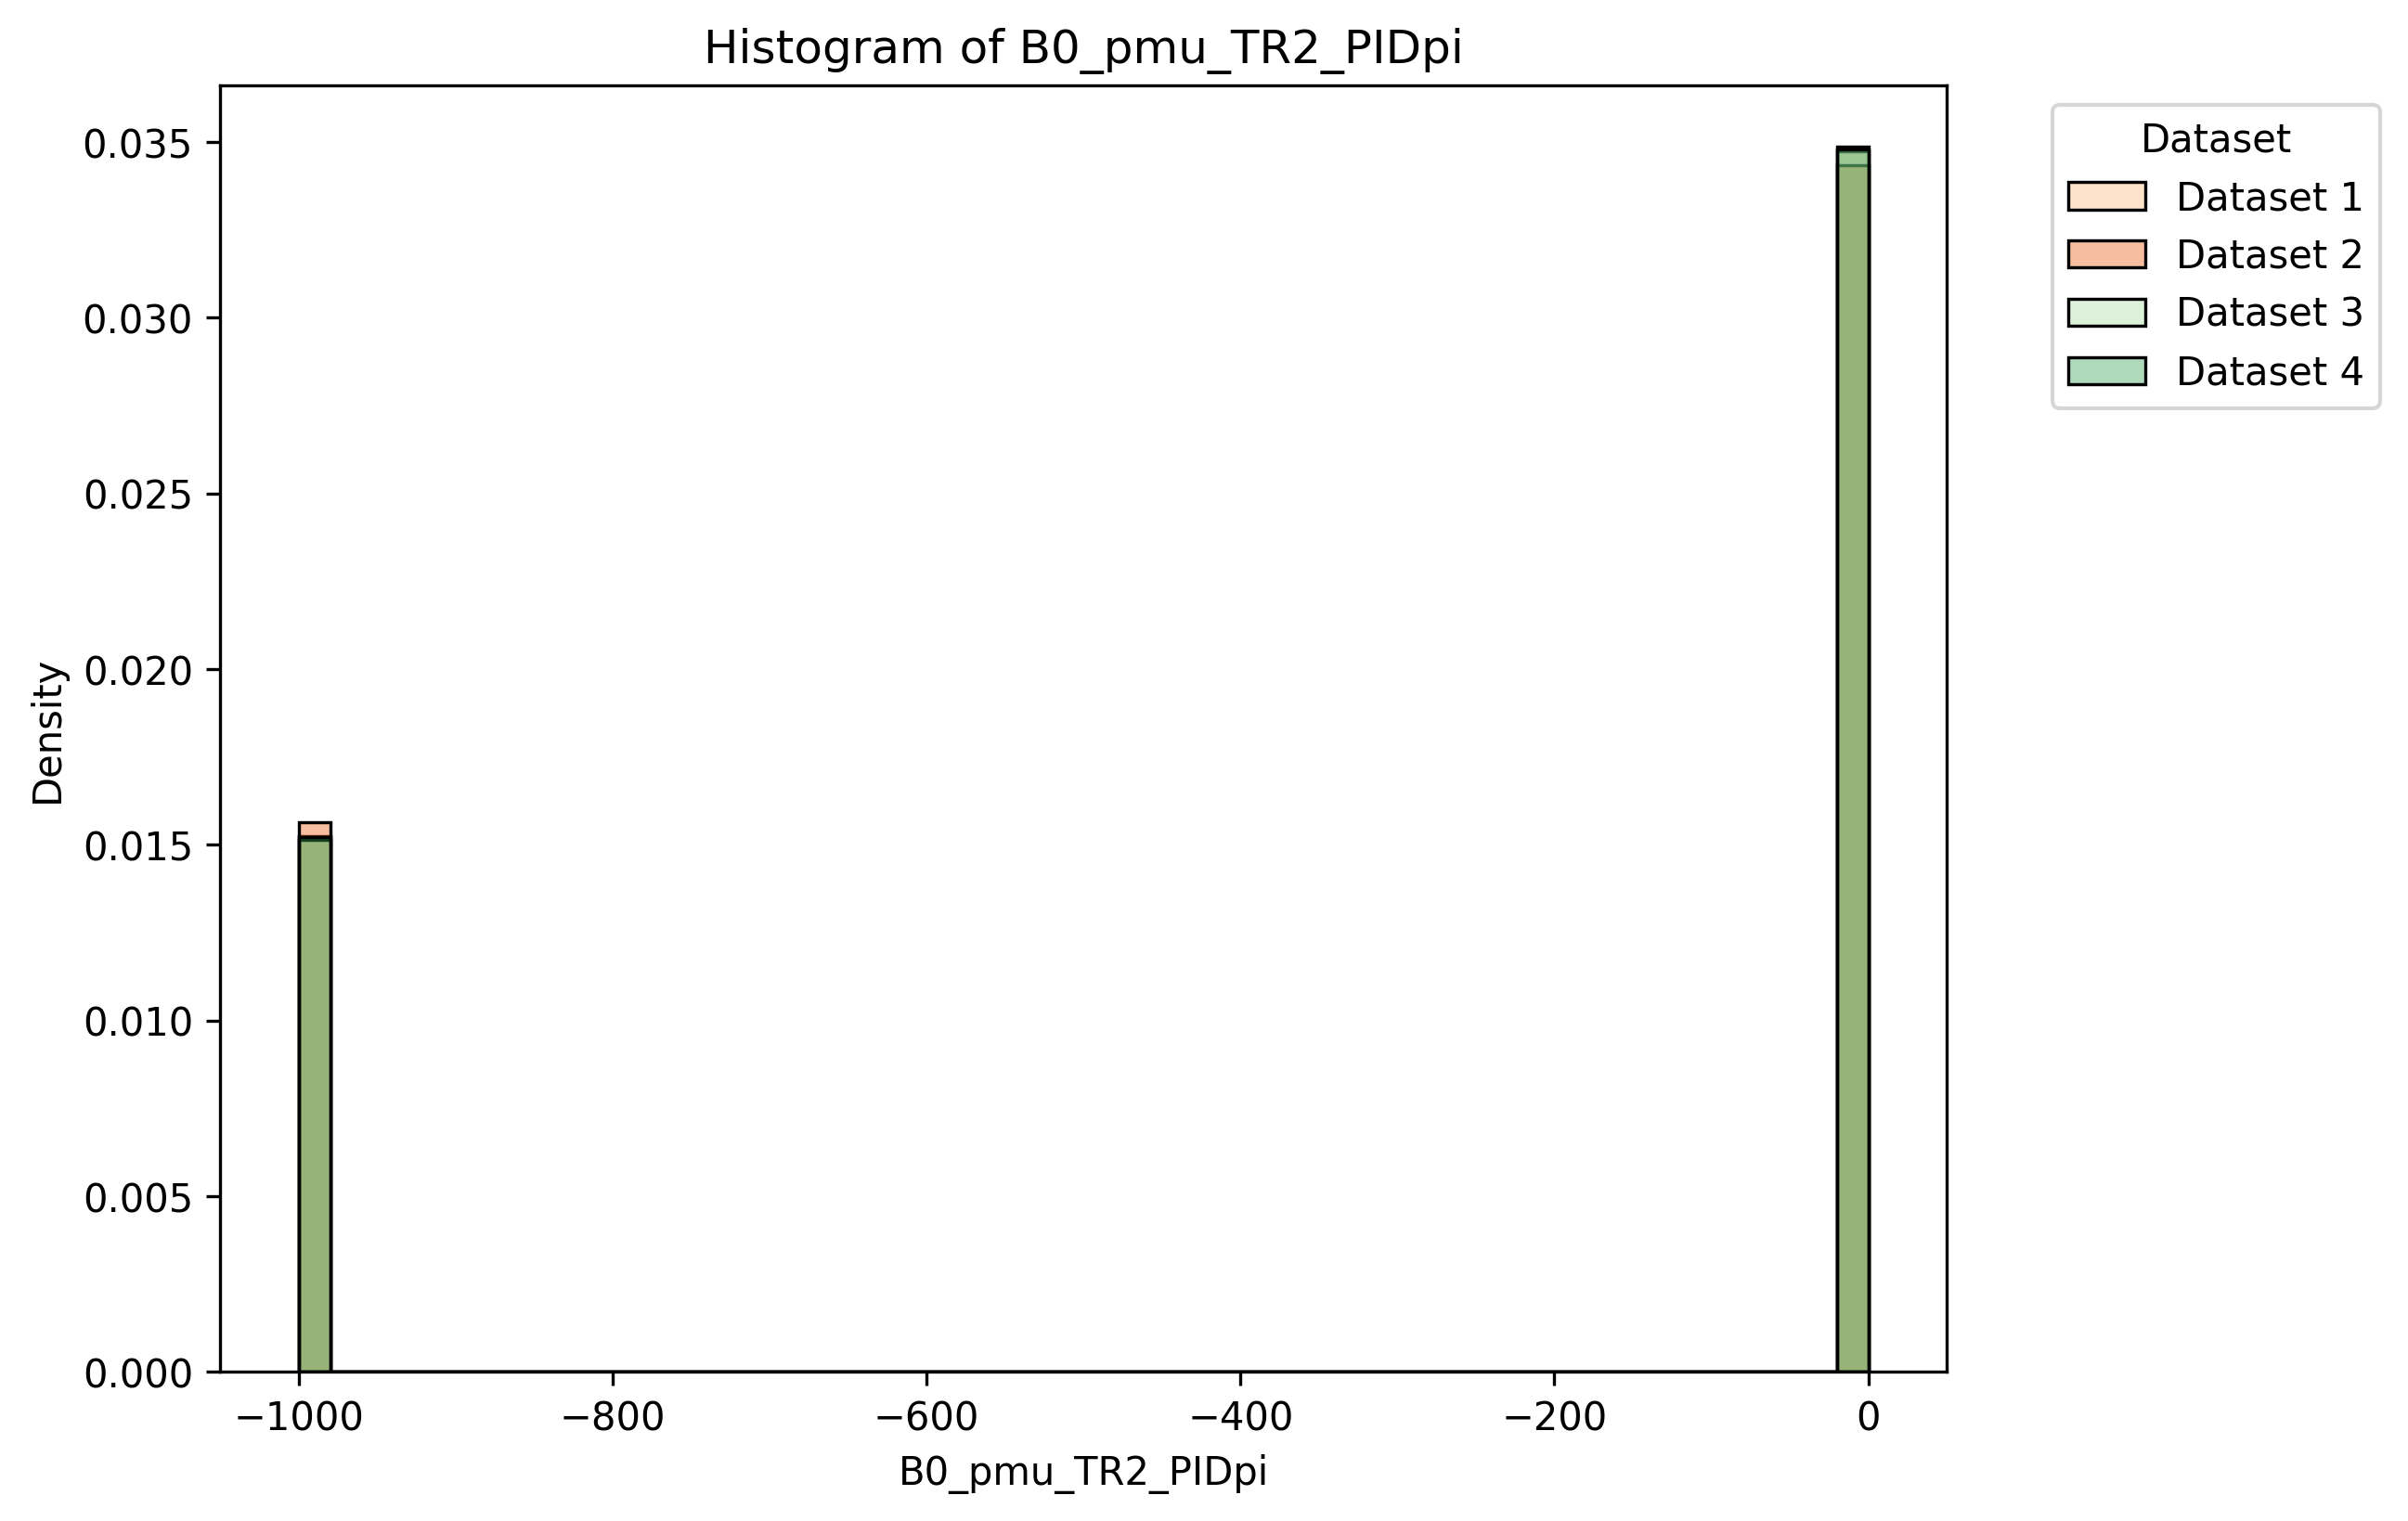 Histogram of B0_pmu_TR2_PIDpi
Density
0.035
0.030
0.025
0.020
0.015
0.010
0.005
0.000
−1000
−800
−600
−400
−200
0
B0_pmu_TR2_PIDpi
Dataset
Dataset 1
Dataset 2
Dataset 3
Dataset 4